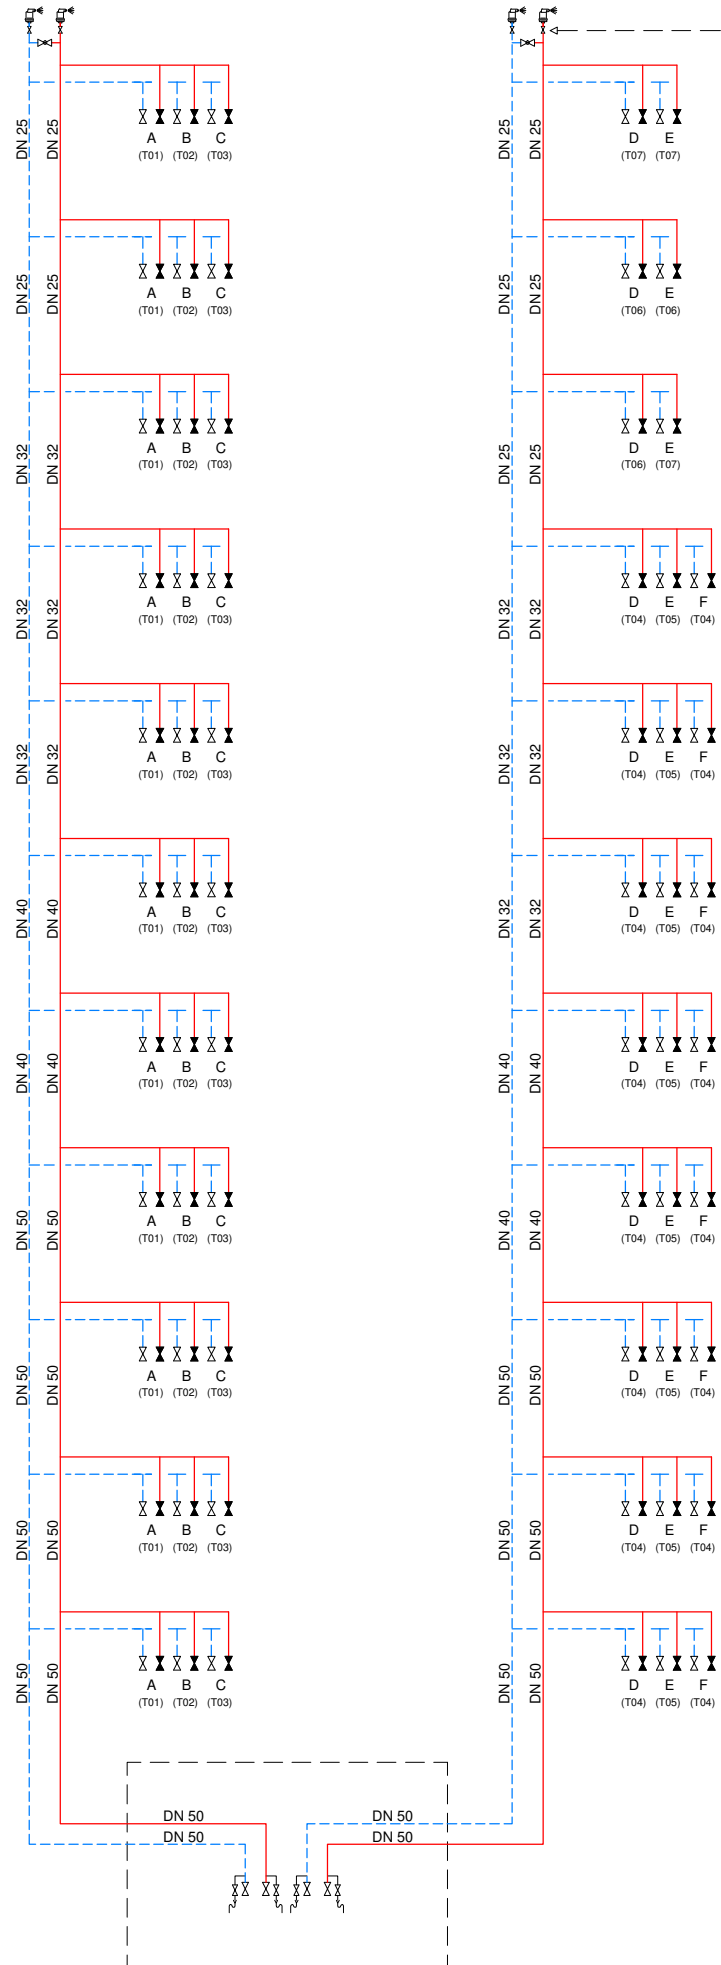 DN 25 DN 25 DN 25 DN 25
A B C D E
(T01) (T02) (T03) (T07) (T07)
DN 25 DN 25 DN 25 DN 25
A B C D E
(T01) (T02) (T03) (T06) (T06)
DN 32 DN 32 DN 25 DN 25
A B C D E
(T01) (T02) (T03) (T06) (T07)
DN 32 DN 32 DN 32 DN 32
A B C D E F
(T01) (T02) (T03) (T04) (T05) (T04)
DN 32 DN 32 DN 32 DN 32
A B C D E F
(T01) (T02) (T03) (T04) (T05) (T04)
DN 40 DN 40 DN 32 DN 32
A B C D E F
(T01) (T02) (T03) (T04) (T05) (T04)
DN 40 DN 40 DN 40 DN 40
A B C D E F
(T01) (T02) (T03) (T04) (T05) (T04)
DN 50 DN 50 DN 40 DN 40
A B C D E F
(T01) (T02) (T03) (T04) (T05) (T04)
DN 50 DN 50 DN 50 DN 50
A B C D E F
(T01) (T02) (T03) (T04) (T05) (T04)
DN 50 DN 50 DN 50 DN 50
A B C D E F
(T01) (T02) (T03) (T04) (T05) (T04)
DN 50 DN 50 DN 50 DN 50
A B C D E F
(T01) (T02) (T03) (T04) (T05) (T04)
DN 50 DN 50
DN 50 DN 50